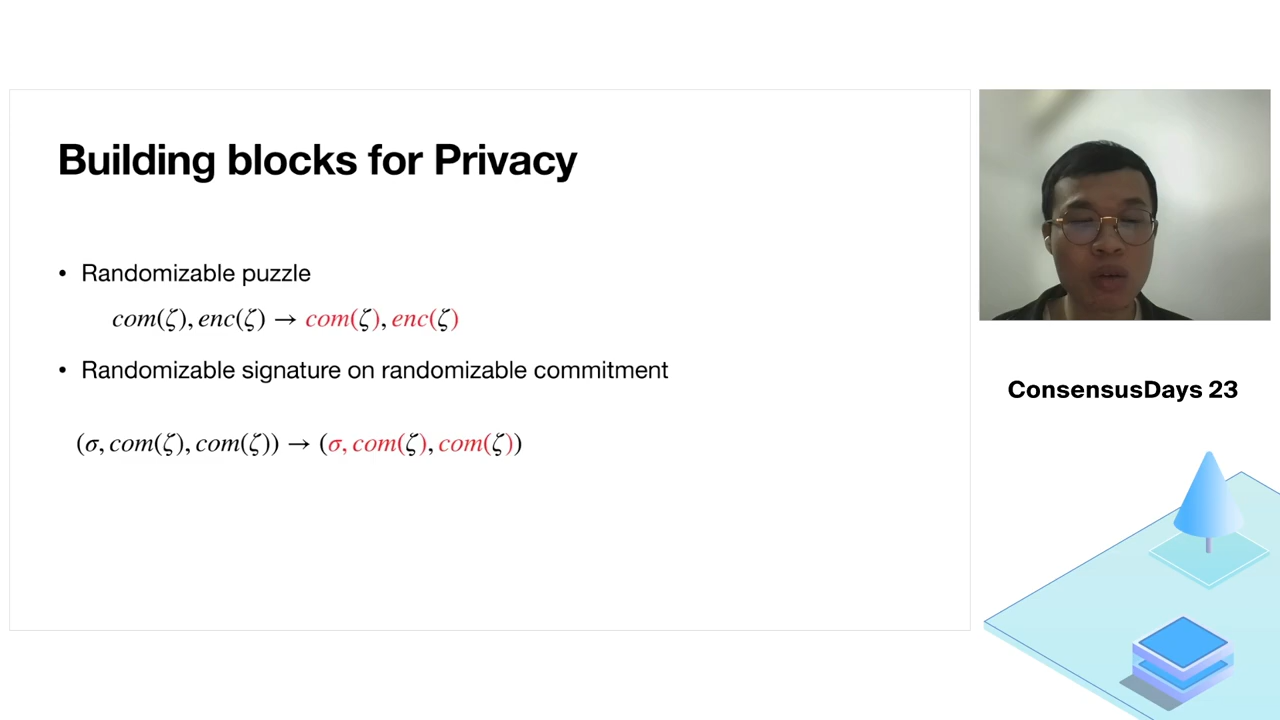 Building blocks for Privacy
• Randomizable puzzle
com(ζ), enc(ζ) → com(ζ), enc(ζ)
• Randomizable signature on randomizable commitment
(σ, com(ζ), com(ζ)) → (σ, com(ζ), com(ζ))
ConsensusDays 23